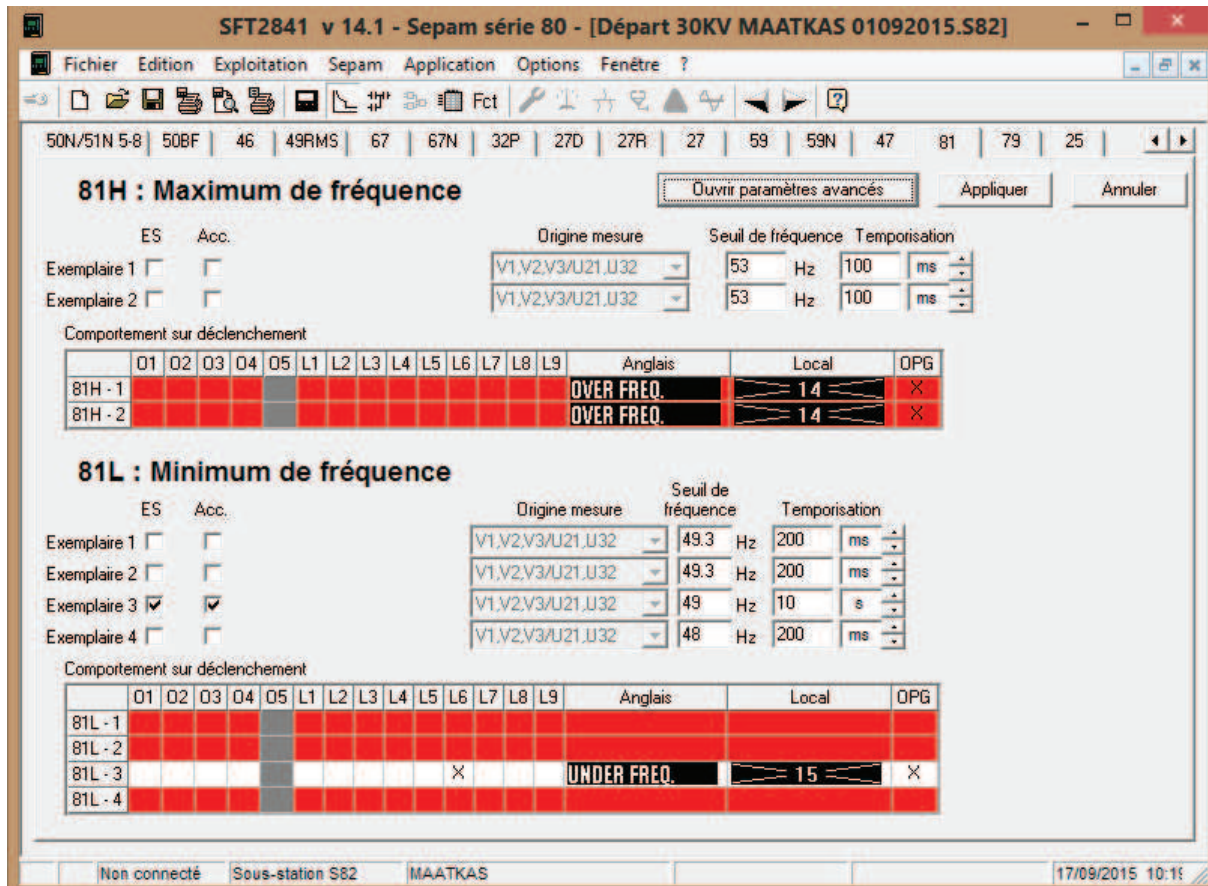 SFT2841 v 14.1 - Sepam série 80 - [Départ 30KV MAATKAS 01092015.S82]
Fichier Edition Exploitation Sepam Application Options Fenêtre ?
Fct
50N/51N 5-8 50BF 46 49RMS 67 67N 32P 27D 27R 27 59 59N 47 81 79 25
81H : Maximum de fréquence Ouvrir paramètres avancés Appliquer Annuler
ES Acc. Origine mesure Seuil de fréquence Temporisation
Exemplaire 1 V1,V2,V3/U21,U32 53 Hz 100 ms
Exemplaire 2 V1,V2,V3/U21,U32 53 Hz 100 ms
Comportement sur déclenchement
O1 O2 O3 O4 O5 L1 L2 L3 L4 L5 L6 L7 L8 L9 Anglais Local OPG
81H - 1 OVER FREQ. 14 X
81H - 2 OVER FREQ. 14 X
81L : Minimum de fréquence
ES Acc. Origine mesure Seuil de fréquence Temporisation
Exemplaire 1 V1,V2,V3/U21,U32 49.3 Hz 200 ms
Exemplaire 2 V1,V2,V3/U21,U32 49.3 Hz 200 ms
Exemplaire 3 V1,V2,V3/U21,U32 49 Hz 10 s
Exemplaire 4 V1,V2,V3/U21,U32 48 Hz 200 ms
Comportement sur déclenchement
O1 O2 O3 O4 O5 L1 L2 L3 L4 L5 L6 L7 L8 L9 Anglais Local OPG
81L - 1
81L - 2
81L - 3 X UNDER FREQ. 15 X
81L - 4
Non connecté Sous-station S82 MAATKAS 17/09/2015